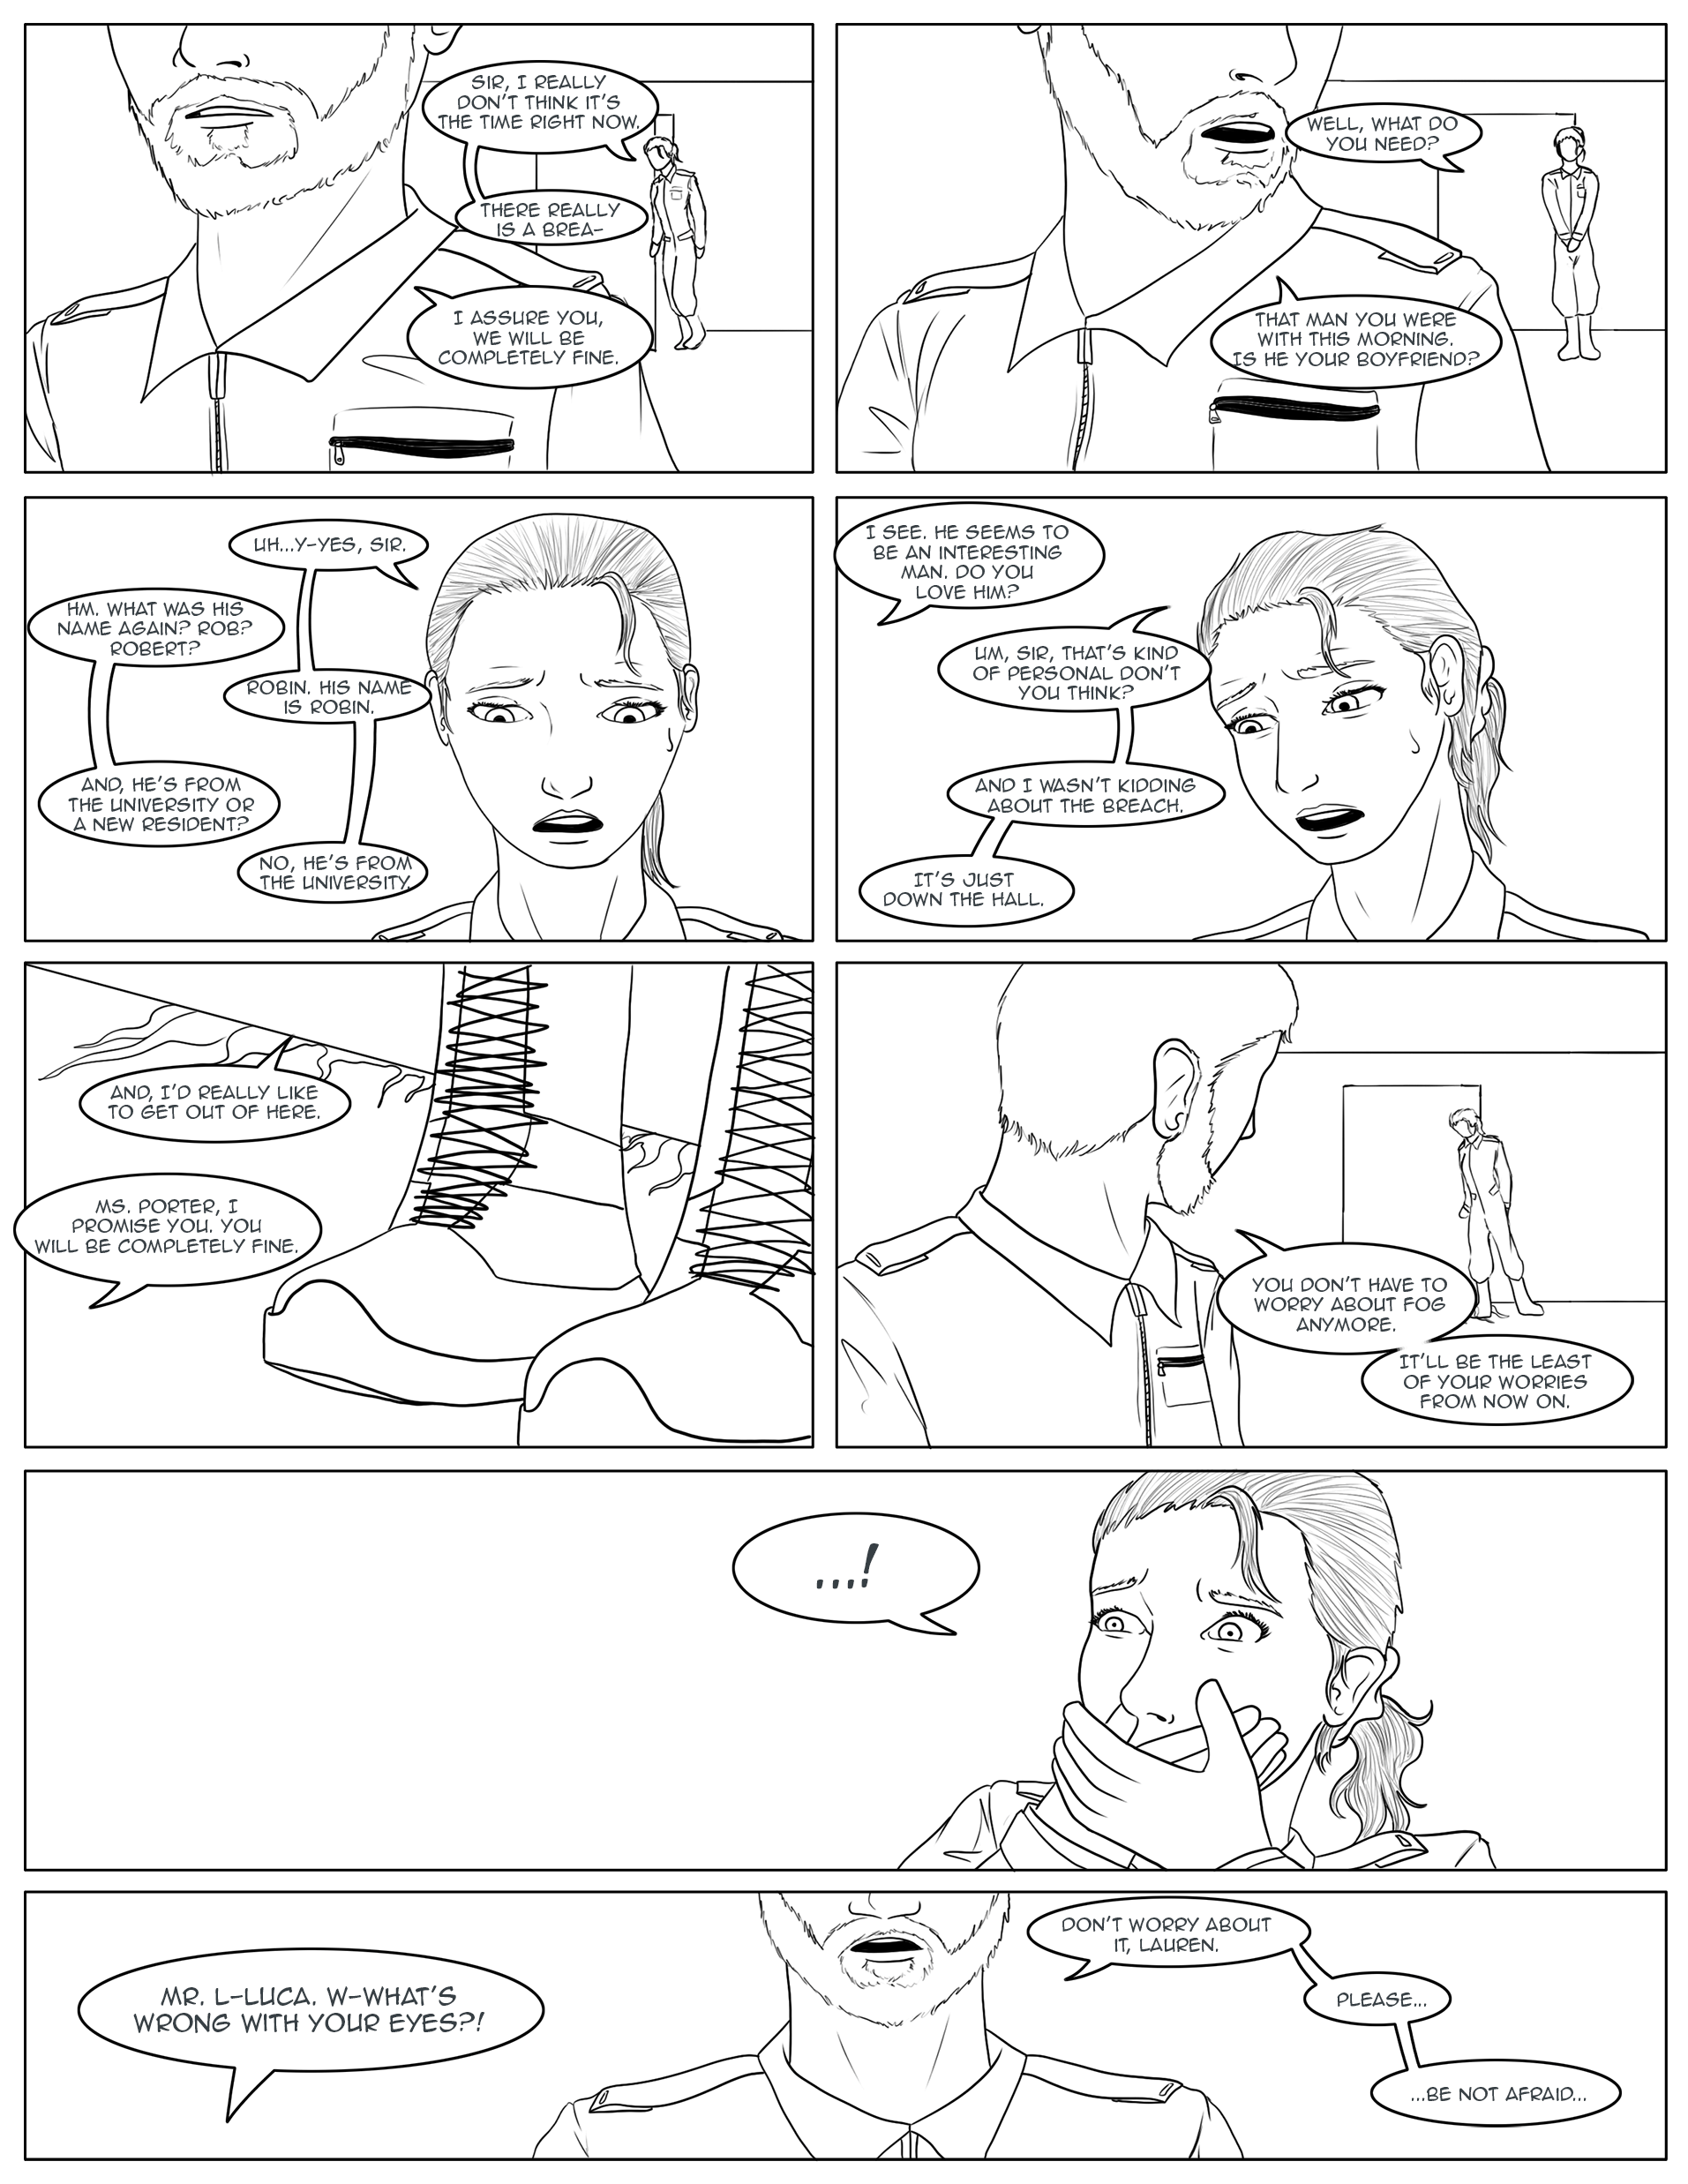 SIR, I REALLY
DON'T THINK IT'S
THE TIME RIGHT NOW.
THERE REALLY
IS A BREA-
I ASSURE YOU,
WE WILL BE
COMPLETELY FINE.
WELL, WHAT DO
YOU NEED?
THAT MAN YOU WERE
WITH THIS MORNING.
IS HE YOUR BOYFRIEND?
UH...Y-YES, SIR.
HM. WHAT WAS HIS
NAME AGAIN? ROB?
ROBERT?
ROBIN. HIS NAME
IS ROBIN.
AND, HE'S FROM
THE UNIVERSITY OR
A NEW RESIDENT?
NO, HE'S FROM
THE UNIVERSITY.
I SEE. HE SEEMS TO
BE AN INTERESTING
MAN. DO YOU
LOVE HIM?
UM, SIR, THAT'S KIND
OF PERSONAL DON'T
YOU THINK?
AND I WASN'T KIDDING
ABOUT THE BREACH.
IT'S JUST
DOWN THE HALL.
AND, I'D REALLY LIKE
TO GET OUT OF HERE.
MS. PORTER, I
PROMISE YOU. YOU
WILL BE COMPLETELY FINE.
YOU DON'T HAVE TO
WORRY ABOUT FOG
ANYMORE.
IT'LL BE THE LEAST
OF YOUR WORRIES
FROM NOW ON.
....!
MR. L-LUCA. W-WHAT'S
WRONG WITH YOUR EYES?!
DON'T WORRY ABOUT
IT, LAUREN.
PLEASE...
...BE NOT AFRAID...